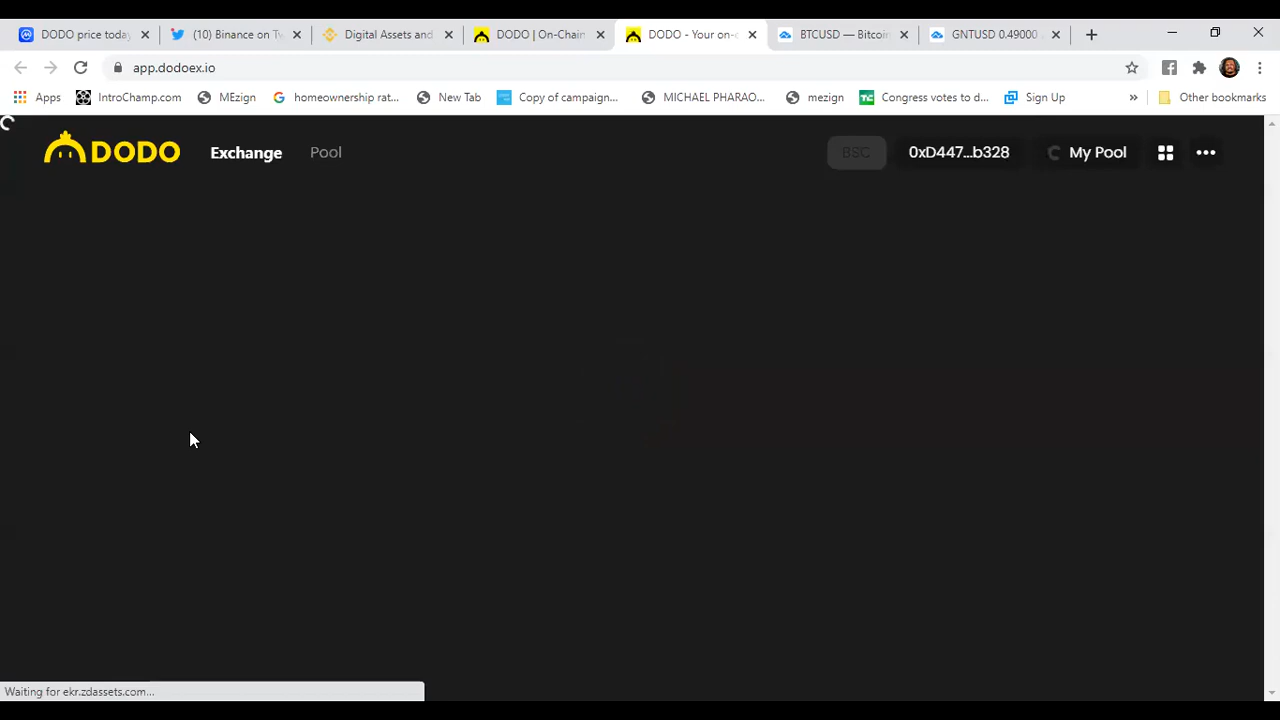 DODO price today
(10) Binance on Tw
Digital Assets and
DODO | On-Chain
DODO - Your on-c
BTCUSD — Bitcoin
GNTUSD 0.49000
app.dodoex.io
Apps
IntroChamp.com
MEzign
homeownership rat...
New Tab
Copy of campaign...
MICHAEL PHARAO...
mezign
Congress votes to d...
Sign Up
»
Other bookmarks
DODO
Exchange
Pool
BSC
0xD447...b328
My Pool
Waiting for ekr.zdassets.com...